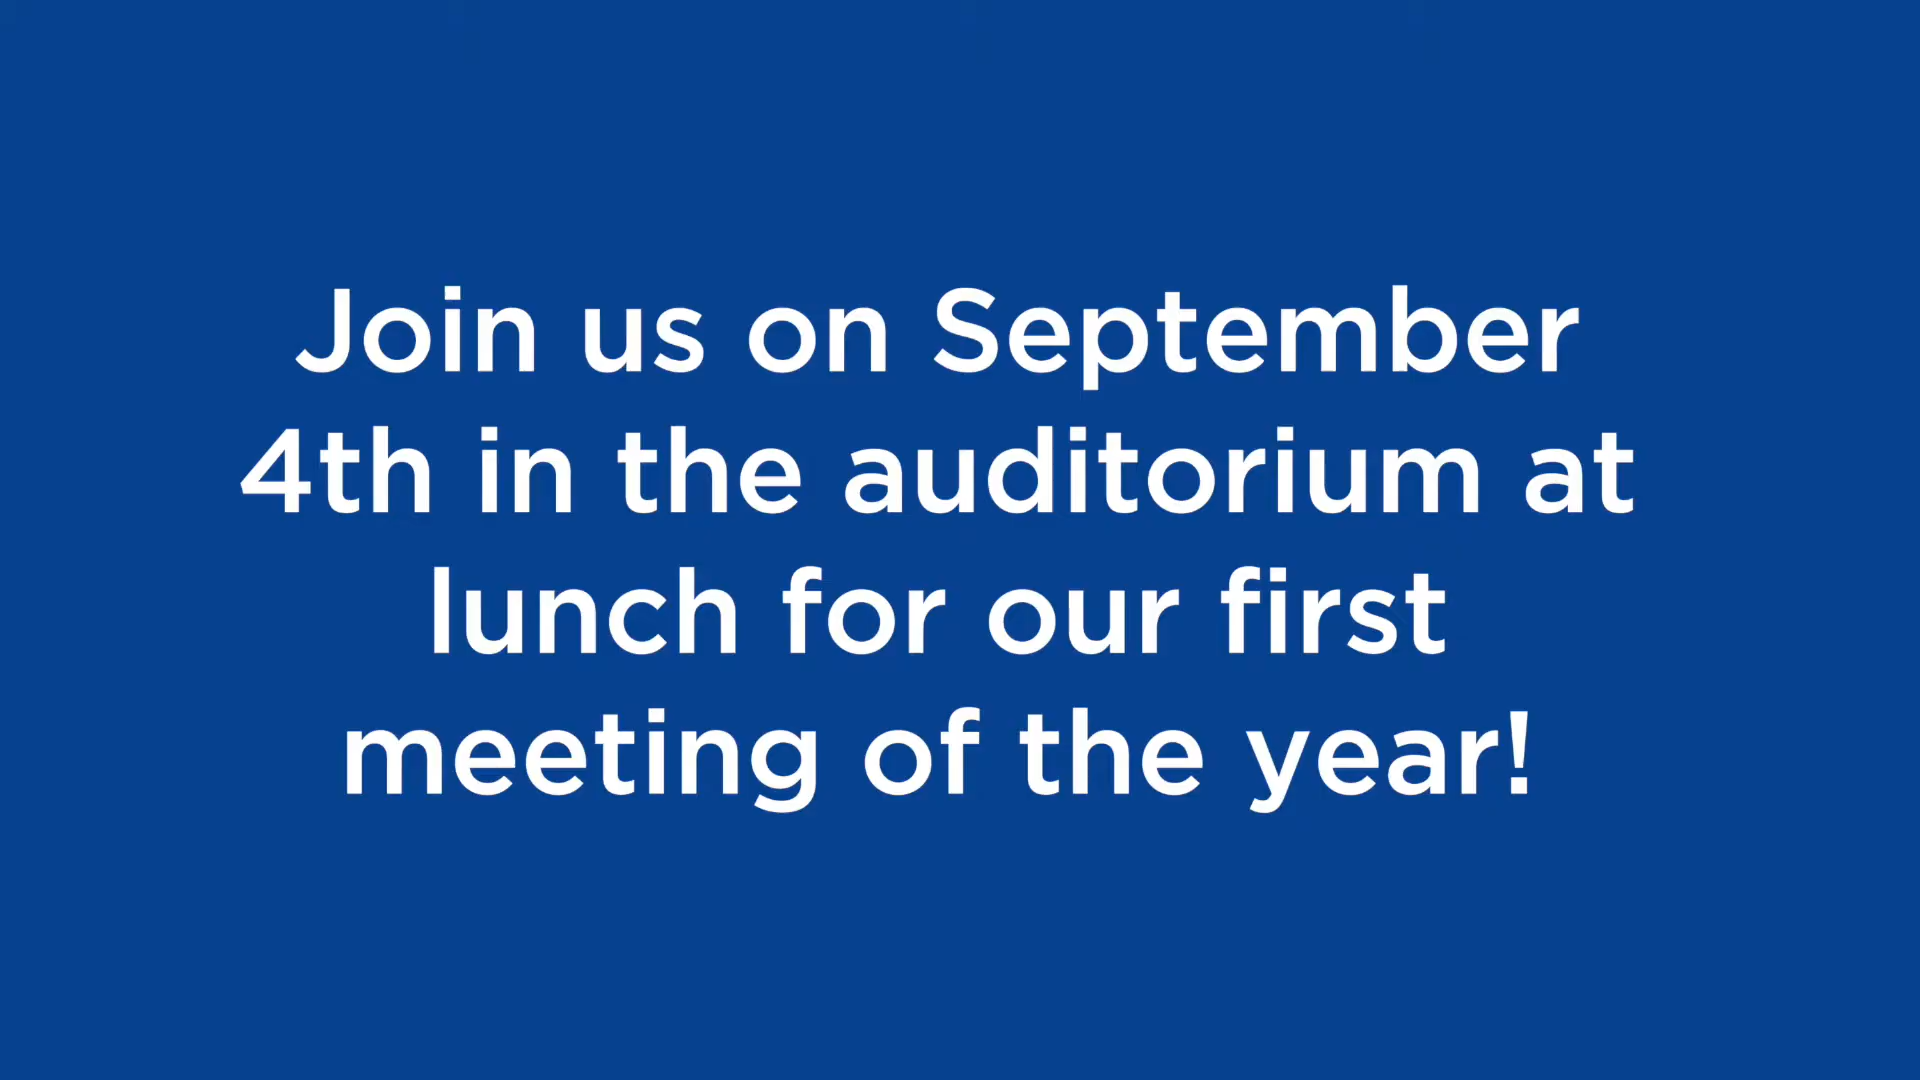 Join us on September
4th in the auditorium at
lunch for our first
meeting of the year!